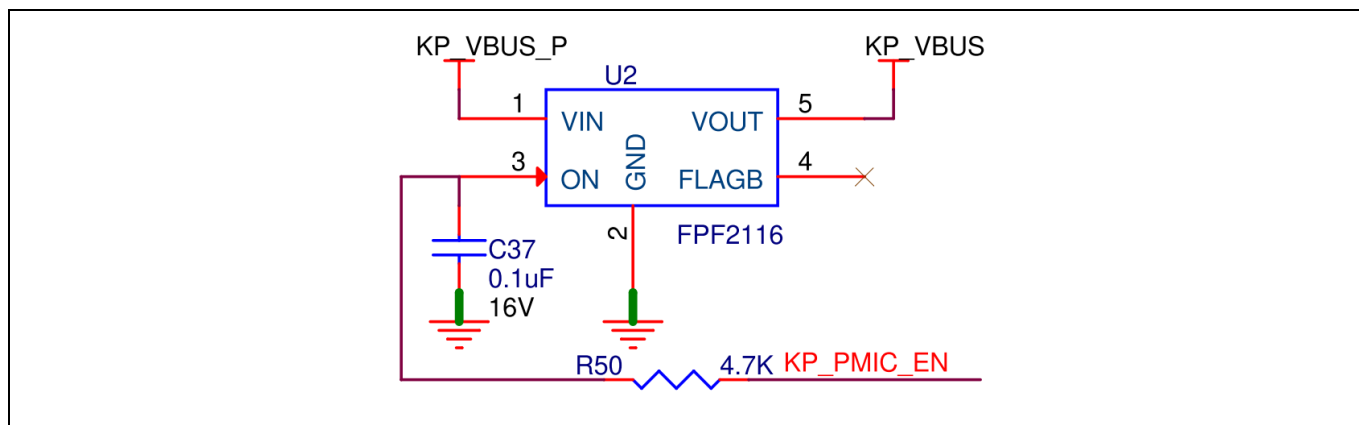 KP_VBUS_P
KP_VBUS
U2
1
VIN
VOUT
5
3
ON
GND
FLAGB
4
2
FPF2116
C37
0.1uF
16V
R50
4.7K
KP_PMIC_EN